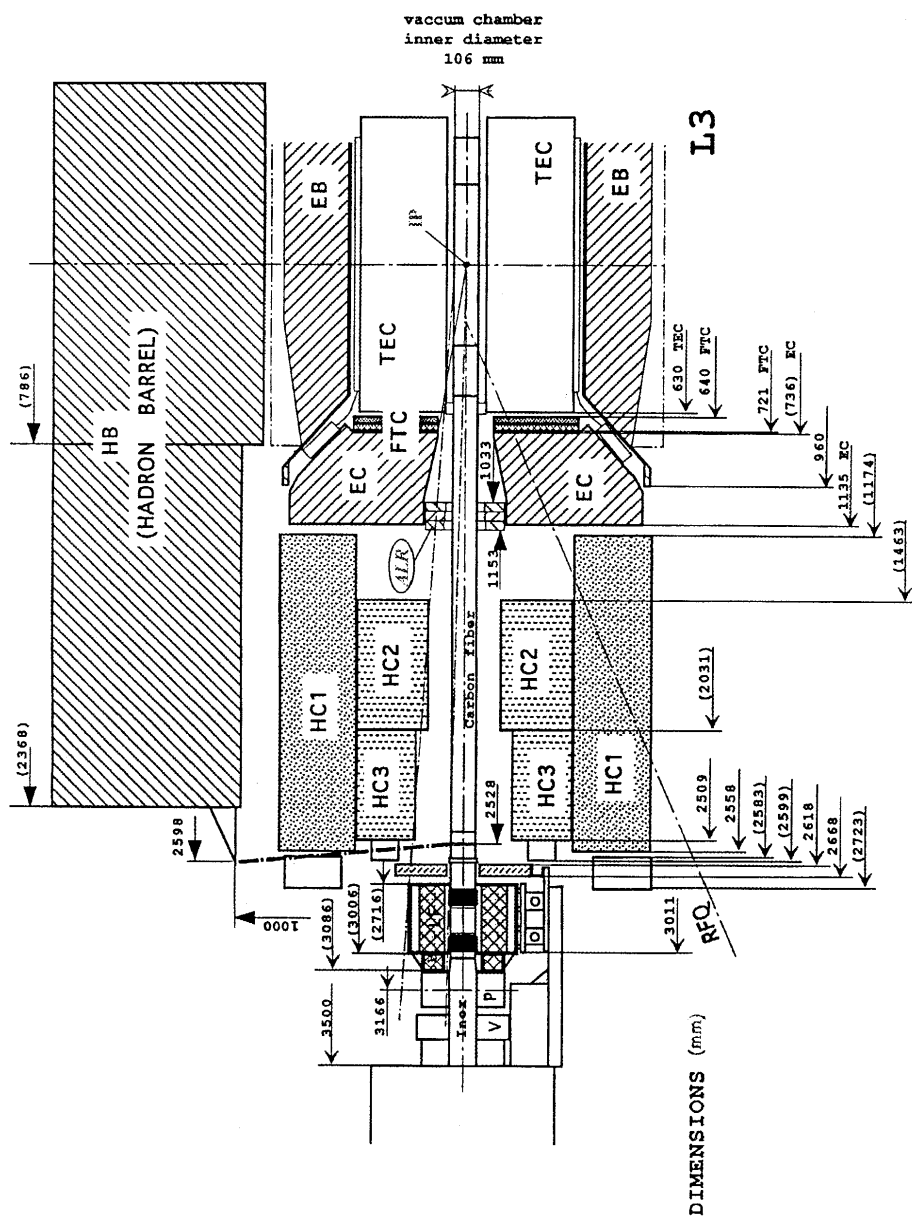 vaccum chamber
inner diameter
106 mm
L3
HB
(HADRON BARREL)
(786)
(2368)
2598
1000
EB
TEC
IP
TEC
EB
TEC
FTC
EC
EC
630 TEC
640 FTC
721 FTC
(736) EC
960
1135 EC
(1174)
(1463)
1033
1153
ALR
Carbon fiber
HC1
HC2
HC3
HC2
HC3
HC1
(2031)
2528
2509
2558
(2583)
(2599)
2618
2668
(2723)
RFQ
(2716)
(3006)
(3086)
3166
3500
3011
Inox
P
V
DIMENSIONS (mm)